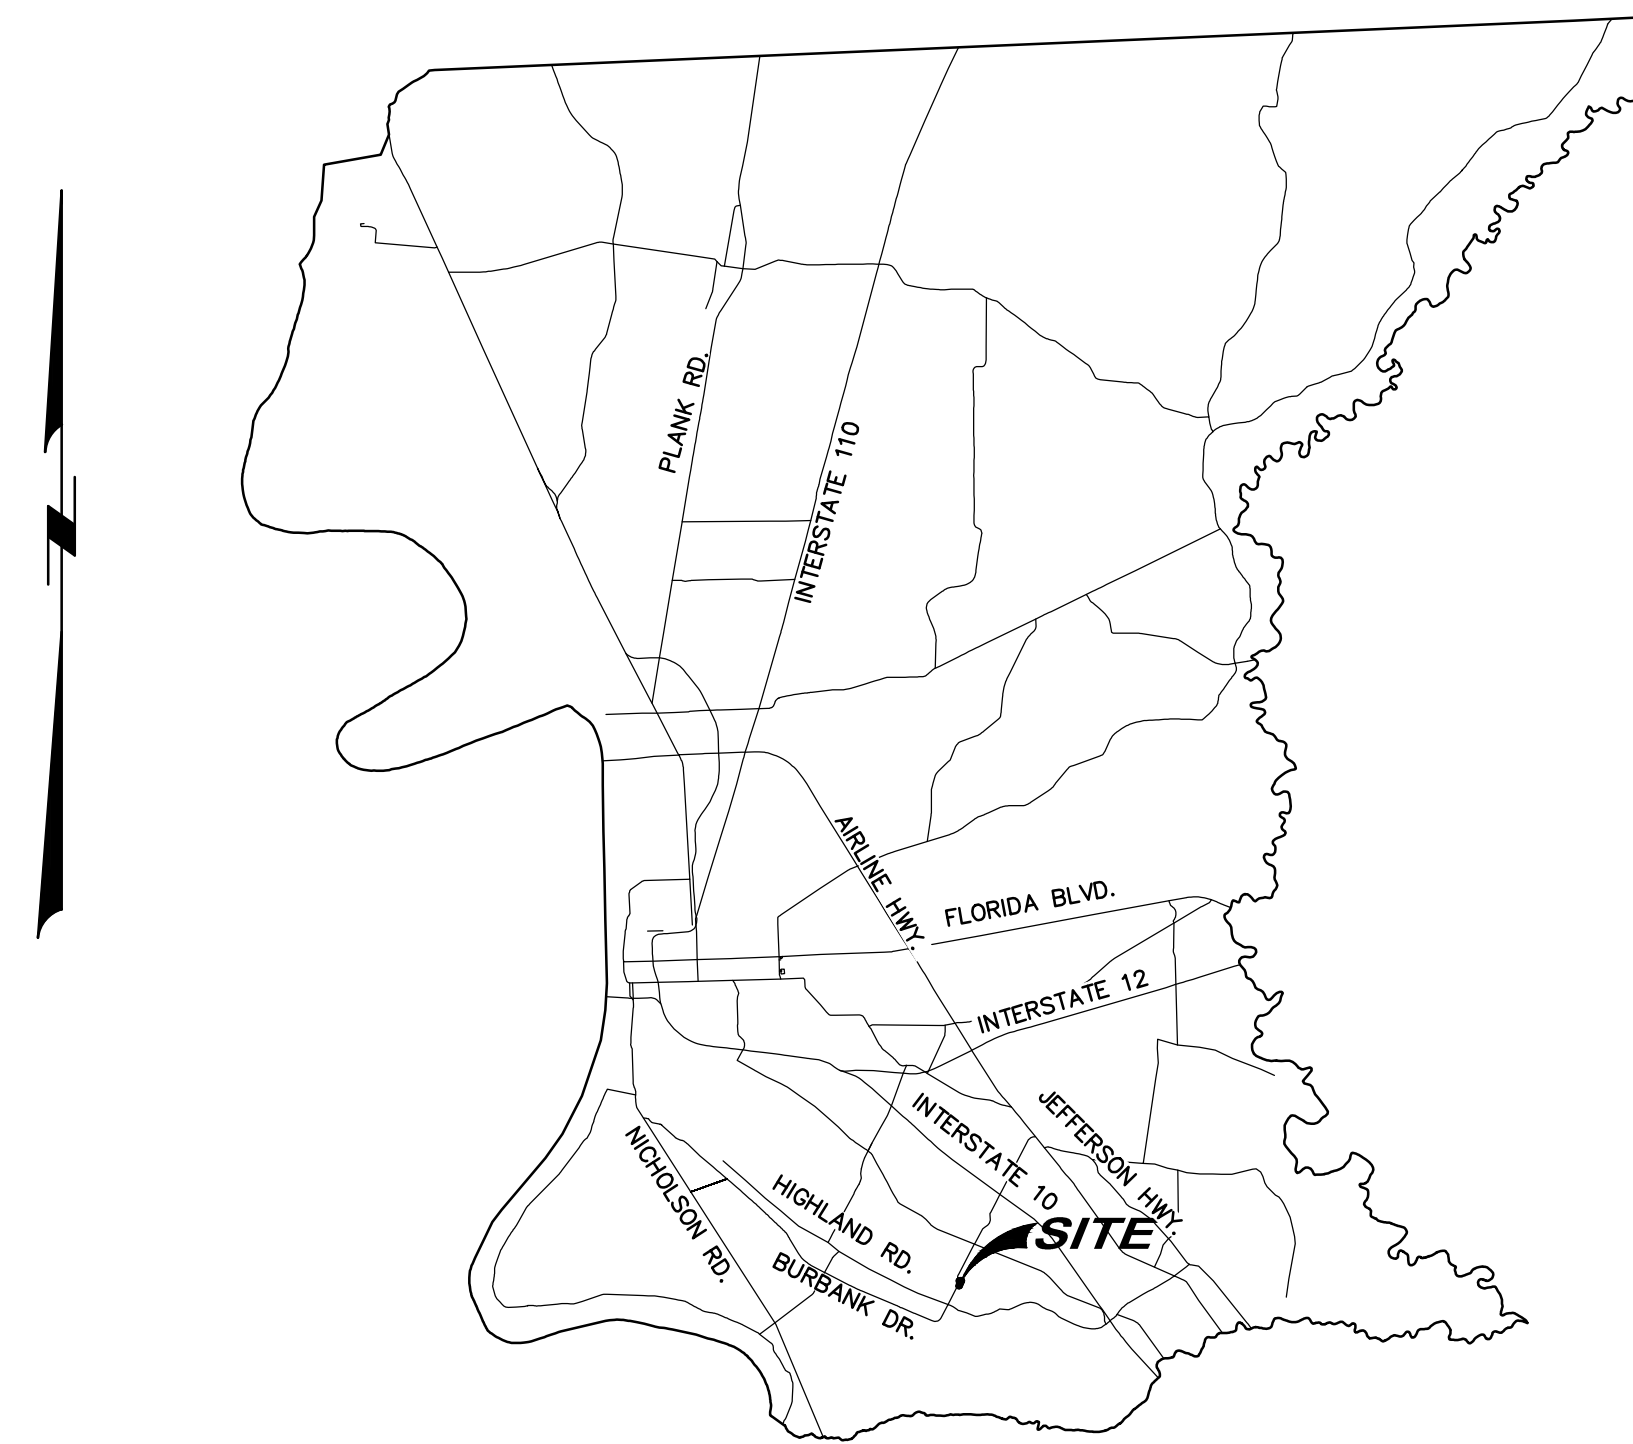 PLANK RD.
INTERSTATE 110
AIRLINE HWY.
FLORIDA BLVD.
INTERSTATE 12
JEFFERSON HWY.
INTERSTATE 10
NICHOLSON RD.
HIGHLAND RD.
SITE
BURBANK DR.
N